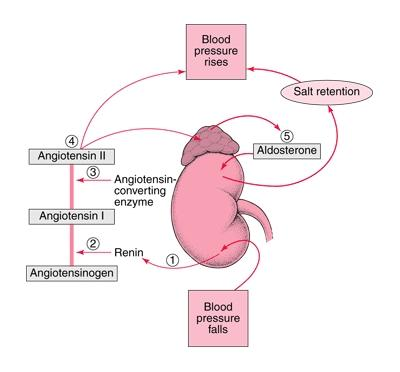 Blood
pressure
rises
Salt retention
④
⑤
Angiotensin II
Aldosterone
③
Angiotensin-
converting
enzyme
Angiotensin I
②
Renin
①
Angiotensinogen
Blood
pressure
falls